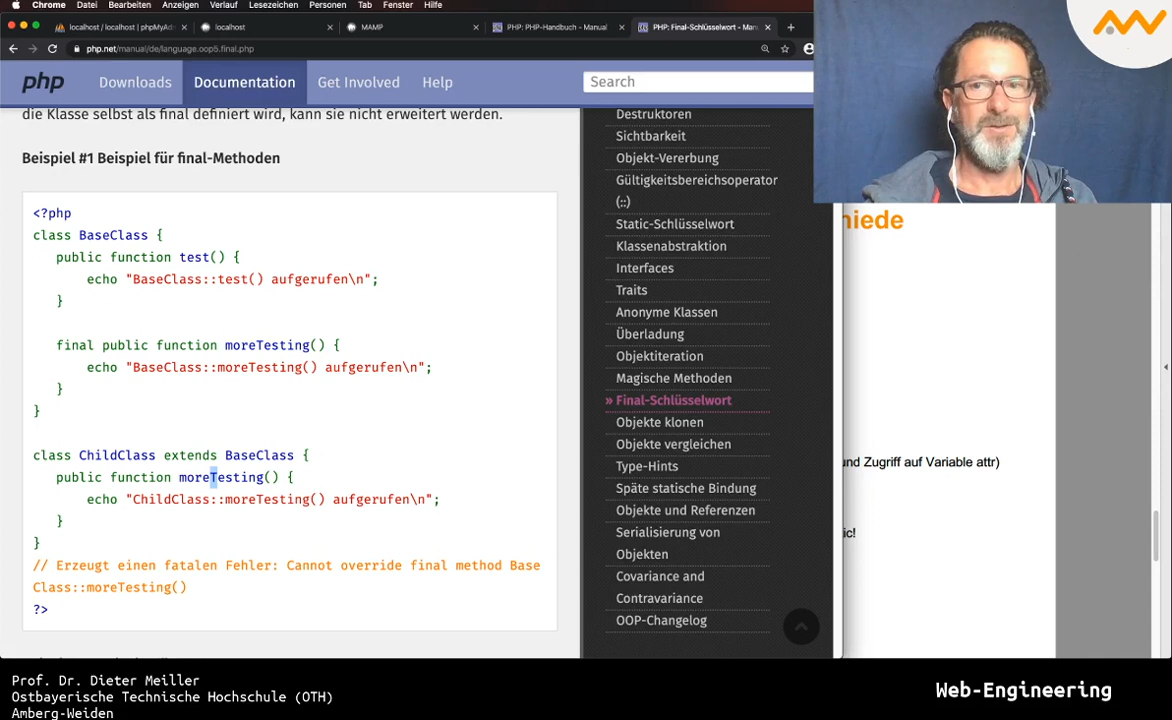 Chrome Datei Bearbeiten Anzeigen Verlauf Lesezeichen Personen Tab Fenster Hilfe
localhost / localhost | phpMyAd
localhost
MAMP
PHP: PHP-Handbuch - Manual
PHP: Final-Schlüsselwort - Man
php.net/manual/de/language.oop5.final.php
php Downloads Documentation Get Involved Help Search
die Klasse selbst als final definiert wird, kann sie nicht erweitert werden.
Beispiel #1 Beispiel für final-Methoden
<?php
class BaseClass {
public function test() {
echo "BaseClass::test() aufgerufen\n";
}
final public function moreTesting() {
echo "BaseClass::moreTesting() aufgerufen\n";
}
}
class ChildClass extends BaseClass {
public function moreTesting() {
echo "ChildClass::moreTesting() aufgerufen\n";
}
}
// Erzeugt einen fatalen Fehler: Cannot override final method Base
Class::moreTesting()
?>
Destruktoren
Sichtbarkeit
Objekt-Vererbung
Gültigkeitsbereichsoperator
(::)
Static-Schlüsselwort
Klassenabstraktion
Interfaces
Traits
Anonyme Klassen
Überladung
Objektiteration
Magische Methoden
» Final-Schlüsselwort
Objekte klonen
Objekte vergleichen
Type-Hints
Späte statische Bindung
Objekte und Referenzen
Serialisierung von
Objekten
Covariance and
Contravariance
OOP-Changelog
hiede
und Zugriff auf Variable attr)
ic!
Prof. Dr. Dieter Meiller
Ostbayerische Technische Hochschule (OTH)
Amberg-Weiden
Web-Engineering